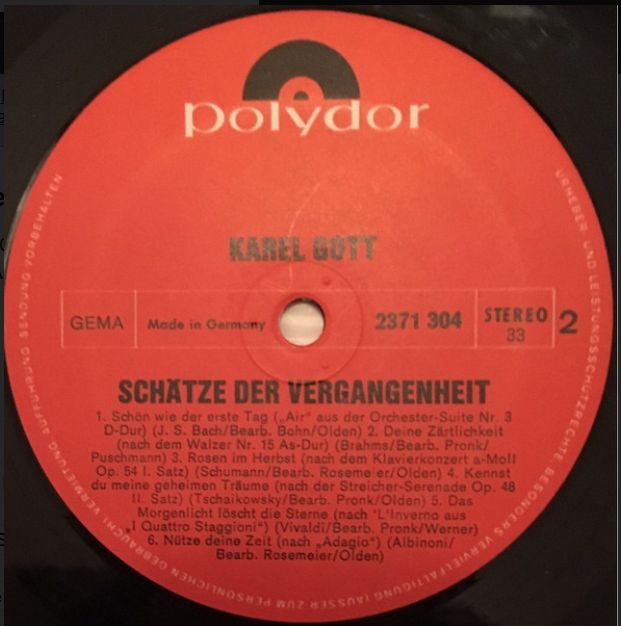 polydor
KAREL GOTT
GEMA
Made in Germany
2371 304
STEREO
33
2
SCHÄTZE DER VERGANGENHEIT
1. Schön wie der erste Tag („Air“ aus der Orchester-Suite Nr. 3
D-Dur) (J. S. Bach/Bearb. Bohn/Olden) 2. Deine Zärtlichkeit
(nach dem Walzer Nr. 15 As-Dur) (Brahms/Bearb. Pronk/
Puschmann) 3. Rosen im Herbst (nach dem Klavierkonzert a-Moll
Op. 54 I. Satz) (Schumann/Bearb. Rosemeier/Olden) 4. Kennst
du meine geheimen Träume (nach der Streicher-Serenade Op. 48
II. Satz) (Tschaikowsky/Bearb. Pronk/Olden) 5. Das
Morgenlicht löscht die Sterne (nach "L'Inverno aus
„I Quattro Staggioni“) (Vivaldi/Bearb. Pronk/Werner)
6. Nütze deine Zeit (nach „Adagio“) (Albinoni/
Bearb. Rosemeier/Olden)
URHEBER- UND LEISTUNGSSCHUTZRECHTE BESONDERS VERVIELFÄLTIGUNG (AUSSER ZUM PERSÖNLICHEN GEBRAUCH) VERMIETUNG AUFFÜHRUNG SENDUNG VORBEHALTEN